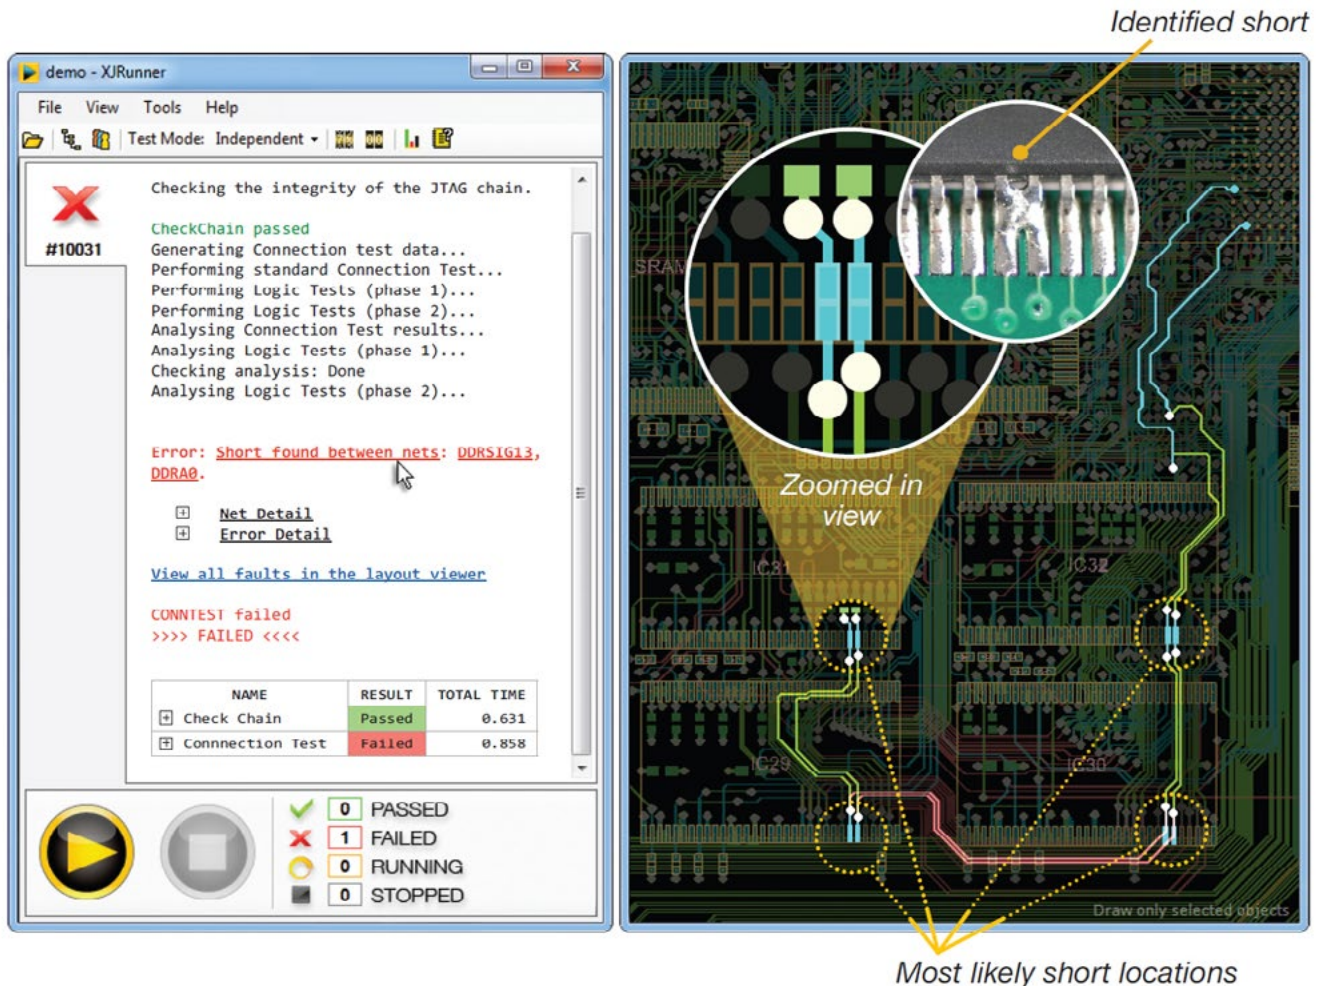 Identified short
demo - XJRunner
File View Tools Help
Test Mode: Independent
#10031
Checking the integrity of the JTAG chain.
CheckChain passed
Generating Connection test data...
Performing standard Connection Test...
Performing Logic Tests (phase 1)...
Performing Logic Tests (phase 2)...
Analysing Connection Test results...
Analysing Logic Tests (phase 1)...
Checking analysis: Done
Analysing Logic Tests (phase 2)...
Error: Short found between nets: DDRSIG13,
DDRA0.
Net Detail
Error Detail
View all faults in the layout viewer
CONNTEST failed
>>>> FAILED <<<<
NAME RESULT TOTAL TIME
Check Chain Passed 0.631
Connnection Test Failed 0.858
0 PASSED
1 FAILED
0 RUNNING
0 STOPPED
SRAM
Zoomed in
view
IC31
IC32
IC29
IC30
Draw only selected objects
Most likely short locations